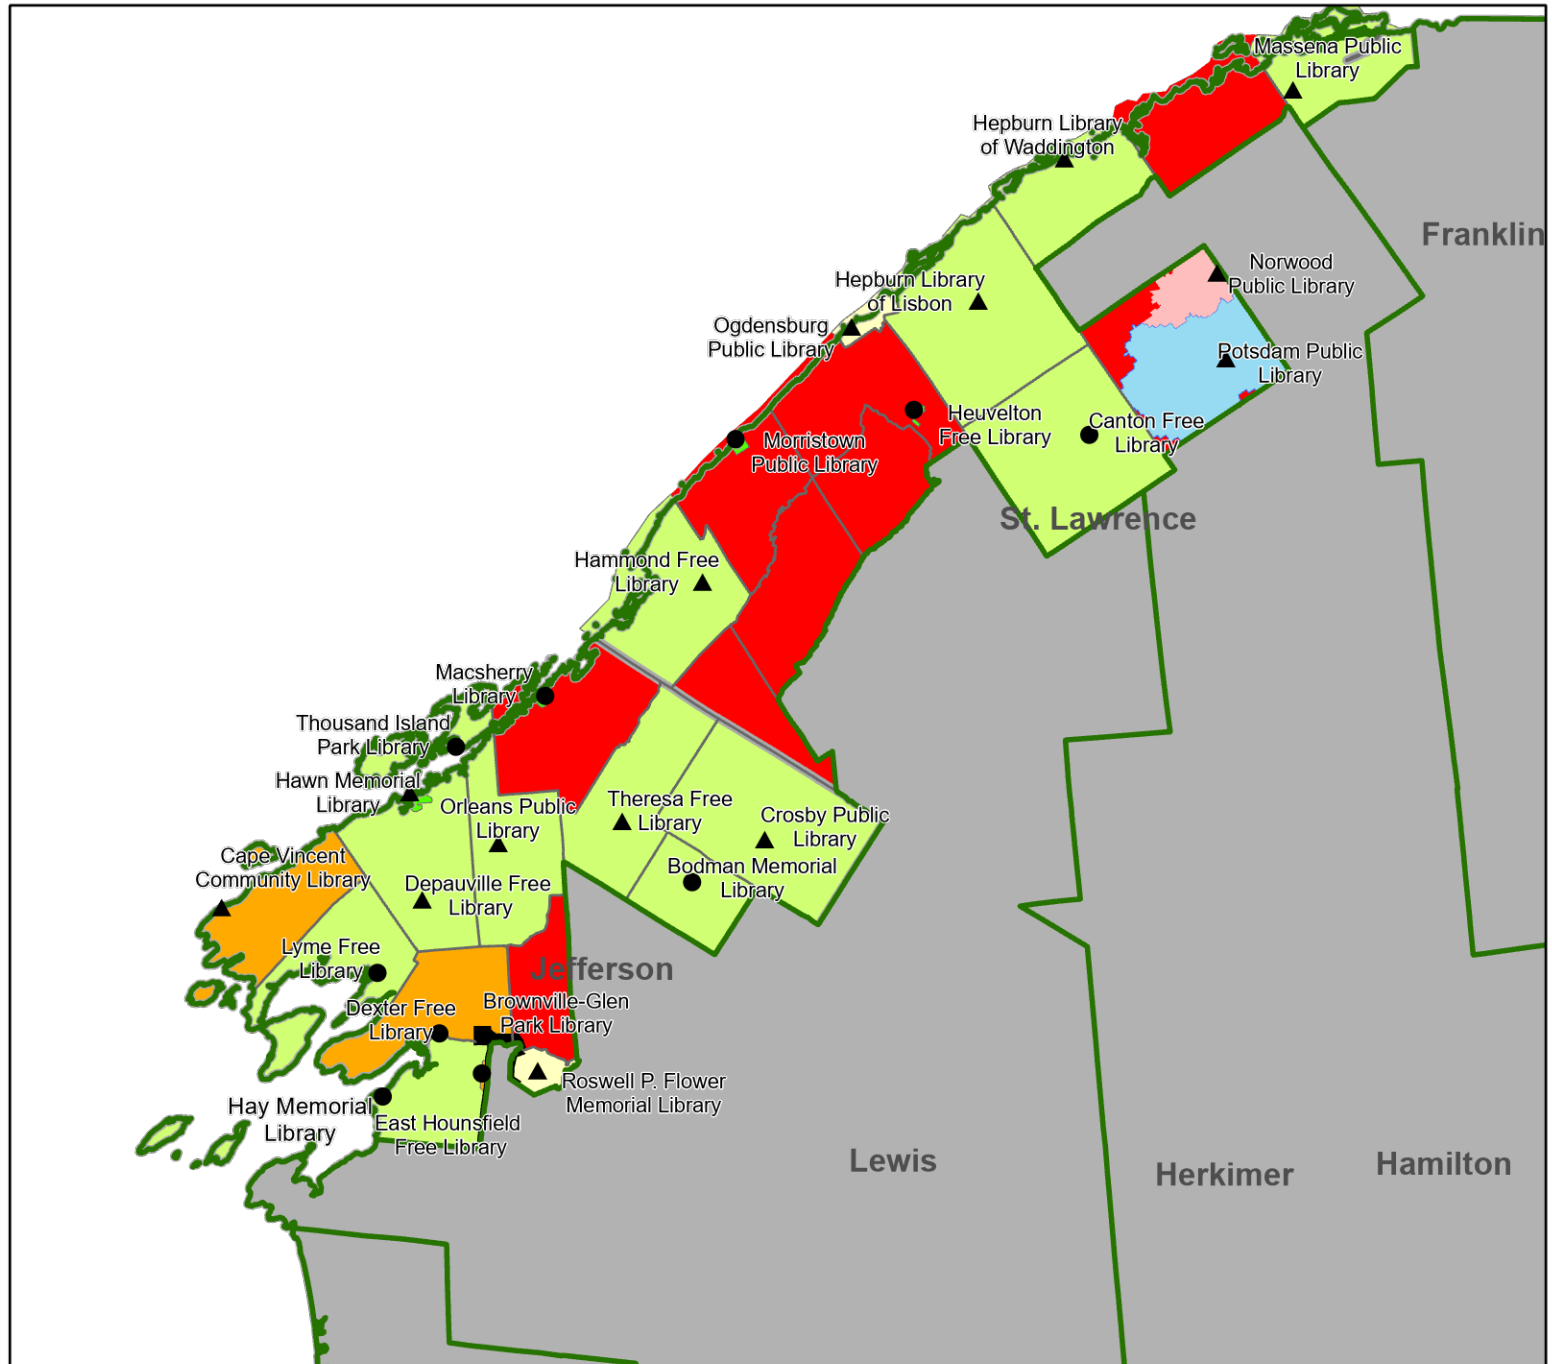 Massena Public
Library
Hepburn Library
of Waddington
Franklin
Norwood
Public Library
Hepburn Library
of Lisbon
Ogdensburg
Public Library
Potsdam Public
Library
Heuvelton
Free Library
Canton Free
Library
Morristown
Public Library
St. Lawrence
Hammond Free
Library
Macsherry
Library
Thousand Island
Park Library
Hawn Memorial
Library
Orleans Public
Library
Theresa Free
Library
Crosby Public
Library
Cape Vincent
Community Library
Bodman Memorial
Library
Depauville Free
Library
Lyme Free
Library
Jefferson
Dexter Free
Library
Brownville-Glen
Park Library
Roswell P. Flower
Memorial Library
Hay Memorial
Library
East Hounsfield
Free Library
Lewis
Herkimer
Hamilton